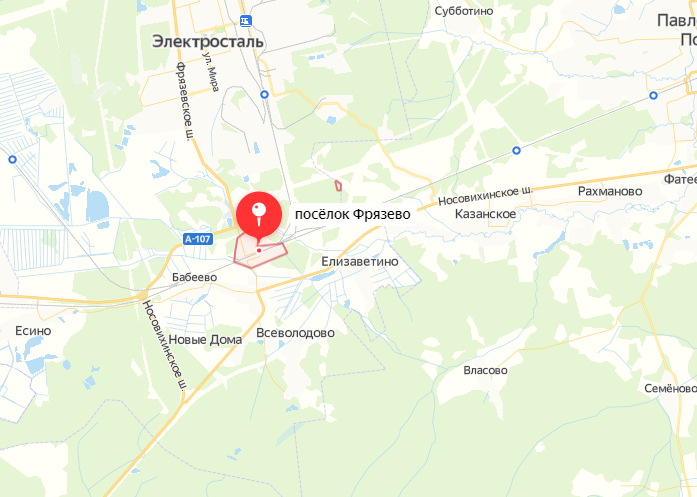 Субботино
Павл
По
Электросталь
ул. Мира
Фрязевское ш.
Фатее
Рахманово
Носовихинское ш.
Казанское
посёлок Фрязево
А-107
Елизаветино
Бабеево
Есино
Носовихинское ш.
Новые Дома
Всеволодово
Власово
Семёново